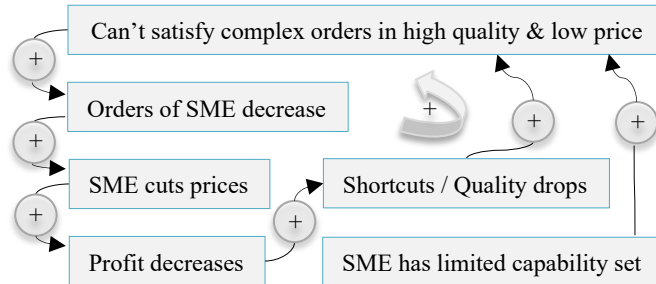 Can’t satisfy complex orders in high quality & low price
+
Orders of SME decrease
+
+
+
+
SME cuts prices
Shortcuts / Quality drops
+
+
Profit decreases
SME has limited capability set